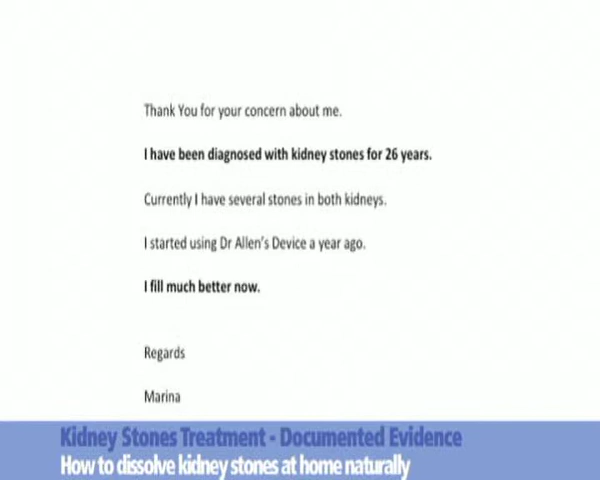 Thank You for your concern about me.
I have been diagnosed with kidney stones for 26 years.
Currently I have several stones in both kidneys.
I started using Dr Allen's Device a year ago.
I fill much better now.
Regards
Marina
Kidney Stones Treatment - Documented Evidence
How to dissolve kidney stones at home naturally